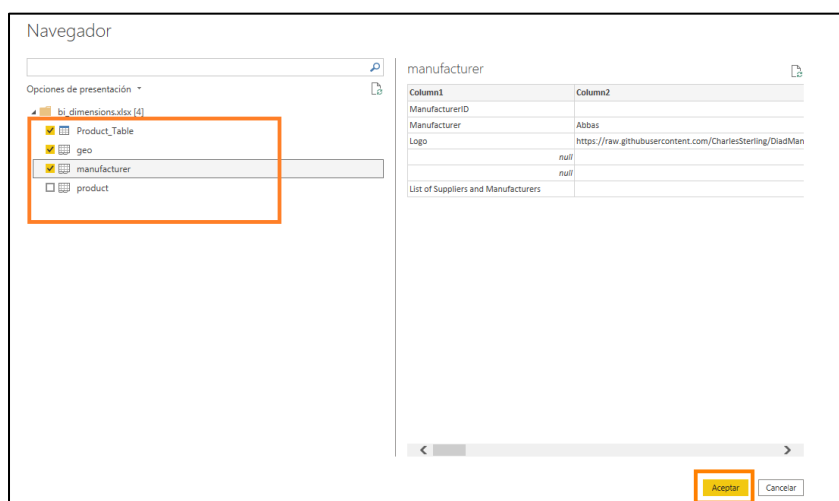 Navegador
Opciones de presentación
bi_dimensions.xlsx [4]
Product_Table
geo
manufacturer
product
manufacturer
Column1 Column2
ManufacturerID
Manufacturer Abbas
Logo https://raw.githubusercontent.com/CharlesSterling/DiadMan
null
null
List of Suppliers and Manufacturers
Aceptar Cancelar